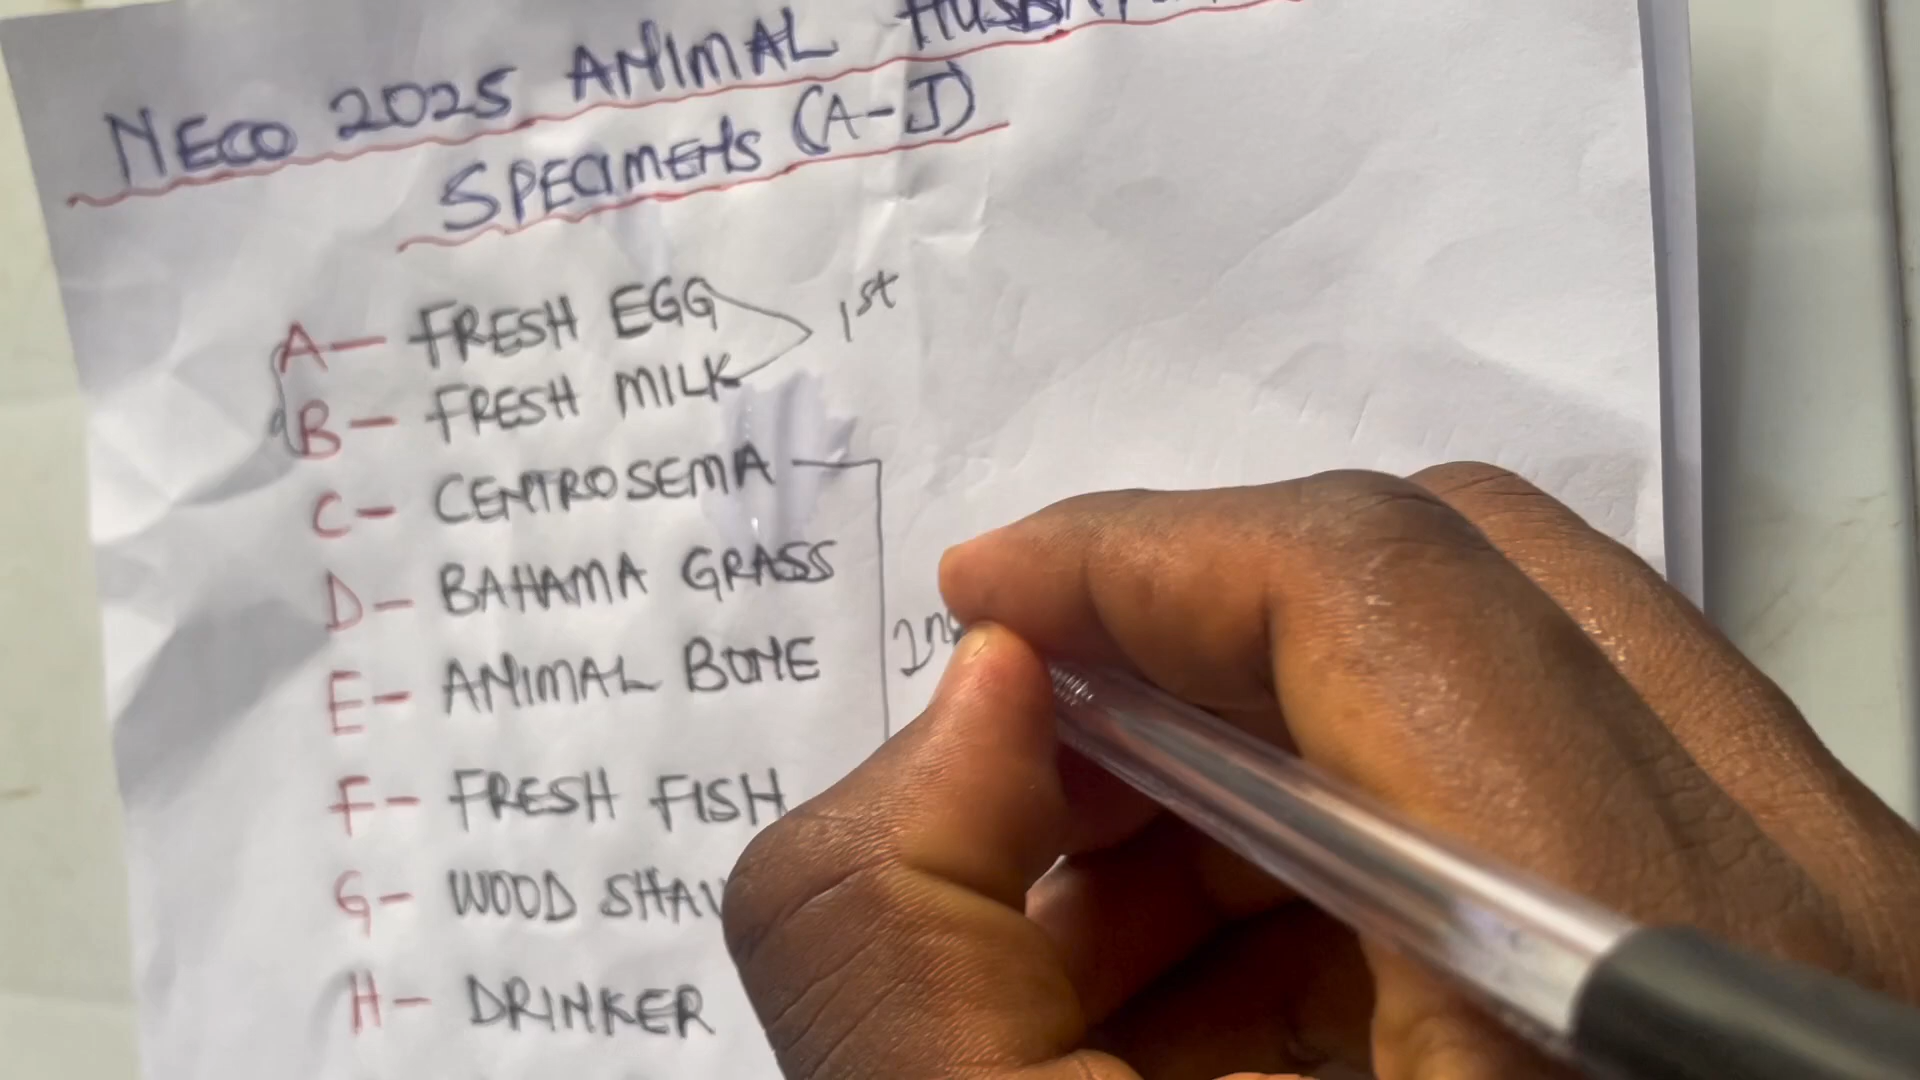 NECO 2025 ANIMAL
SPECIMENS (A-J)
A- FRESH EGG
1st
B- FRESH MILK
C- CENTROSEMA
D- BAHAMA GRASS
E- ANIMAL BONE
F- FRESH FISH
G- WOOD
H- DRINKER